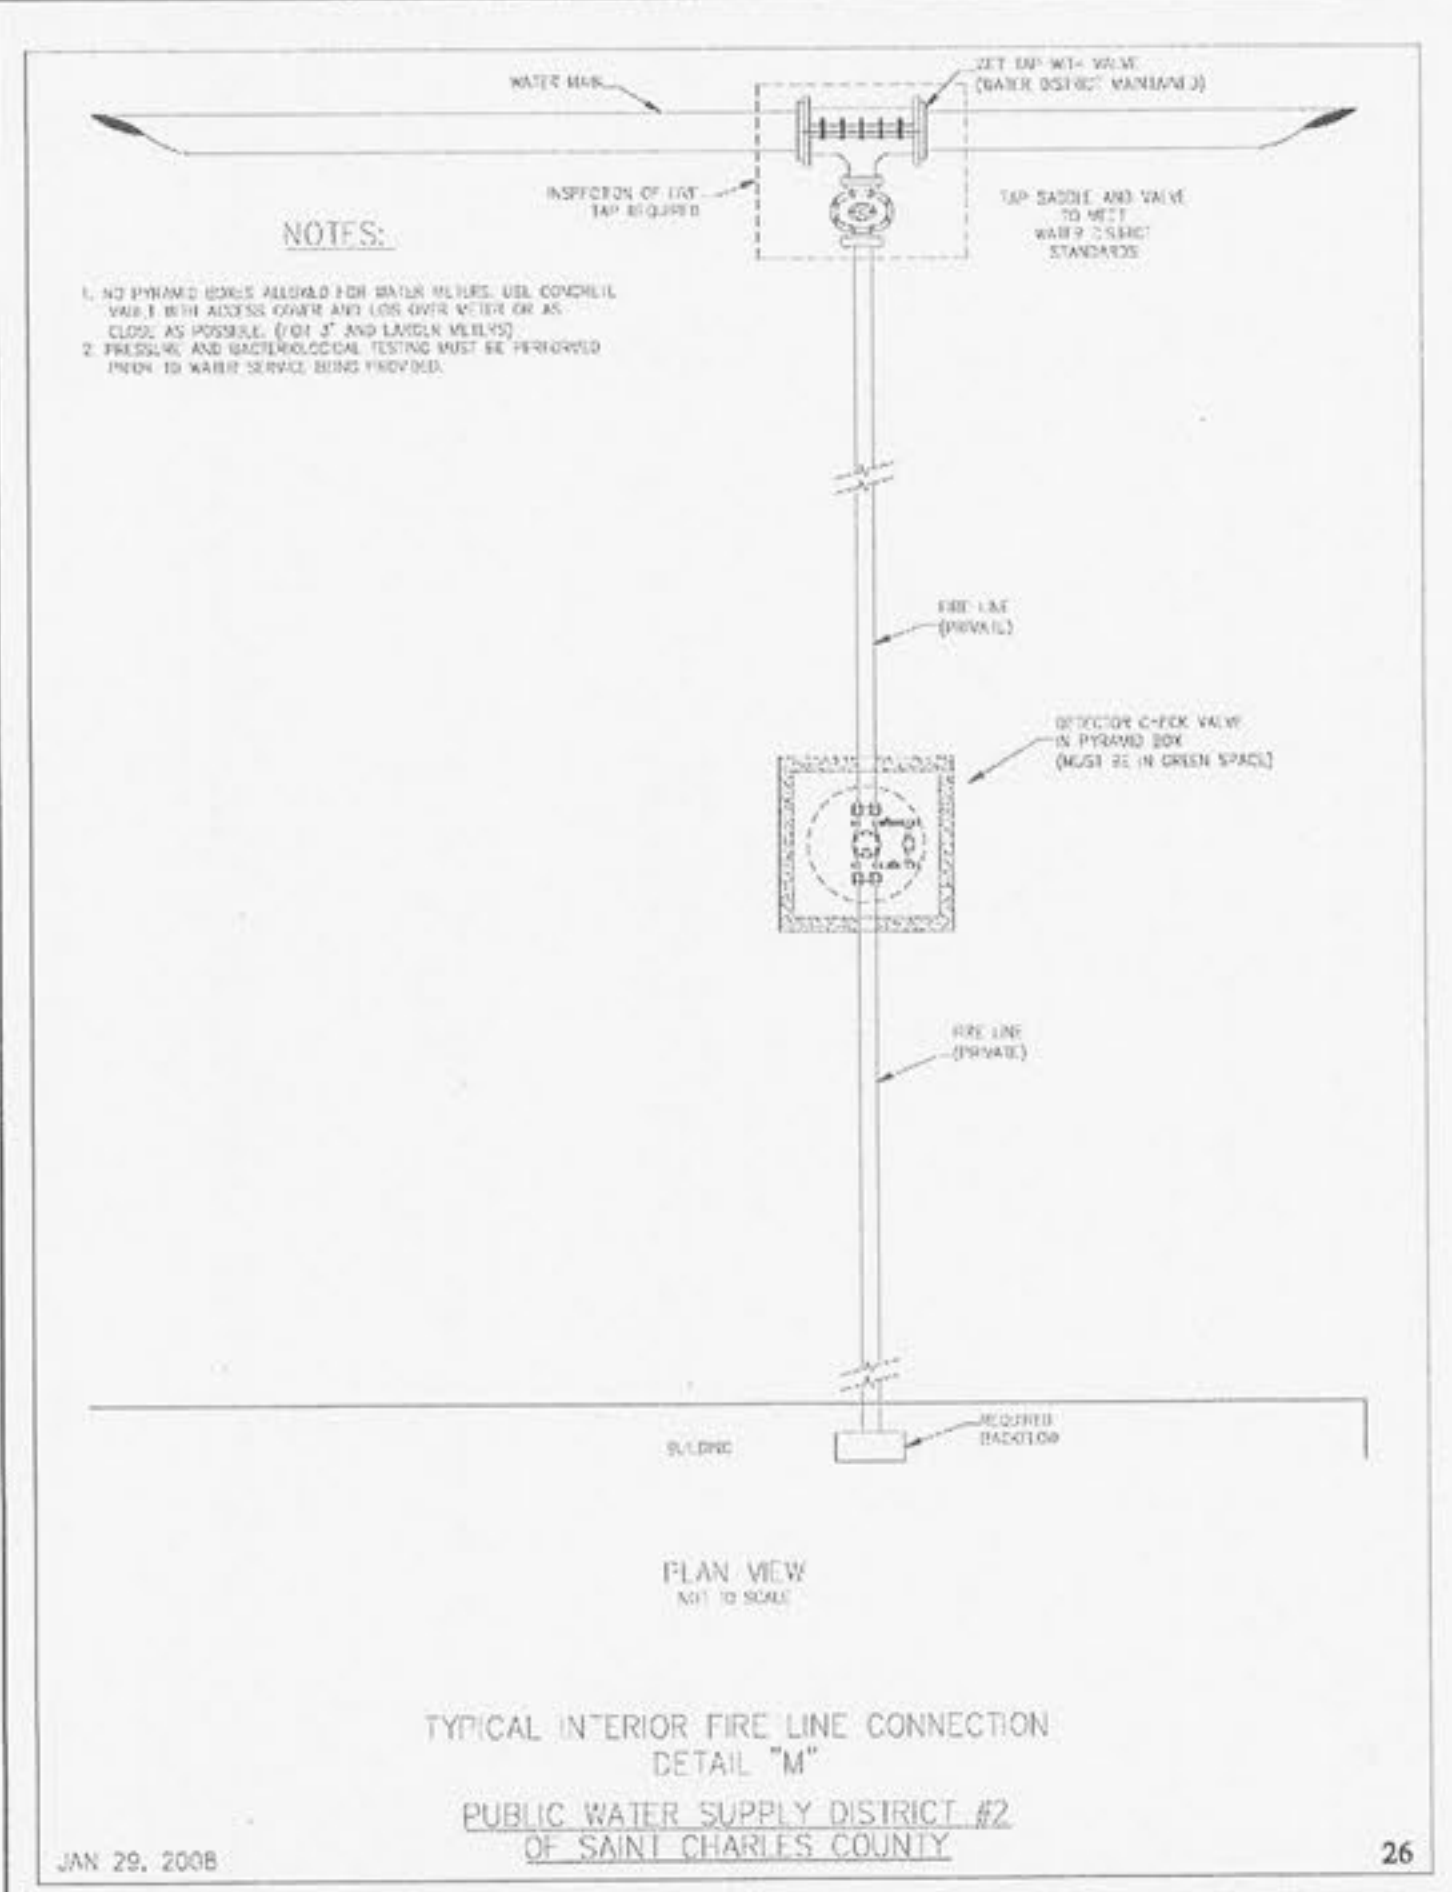 WATER MAIN
WET TAP WITH VALVE
(WATER DISTRICT MAINTAINED)
INSPECTION OF LIVE
TAP REQUIRED
TAP SADDLE AND VALVE
TO MEET
WATER DISTRICT
STANDARDS
NOTES:
1. NO PYRAMID BOXES ALLOWED FOR WATER METERS. USE CONCRETE
VAULT WITH ACCESS COVER AND LIDS OVER METER OR AS
CLOSE AS POSSIBLE. (FOR 3" AND LARGER METERS)
2. PRESSURE AND BACTERIOLOGICAL TESTING MUST BE PERFORMED
PRIOR TO WATER SERVICE BEING PROVIDED.
FIRE LINE
(PRIVATE)
DETECTOR CHECK VALVE
IN PYRAMID BOX
(MUST BE IN GREEN SPACE)
FIRE LINE
(PRIVATE)
BUILDING
REQUIRED
BACKFLOW
PLAN VIEW
NOT TO SCALE
TYPICAL INTERIOR FIRE LINE CONNECTION
DETAIL "M"
PUBLIC WATER SUPPLY DISTRICT #2
OF SAINT CHARLES COUNTY
JAN 29, 2008
26